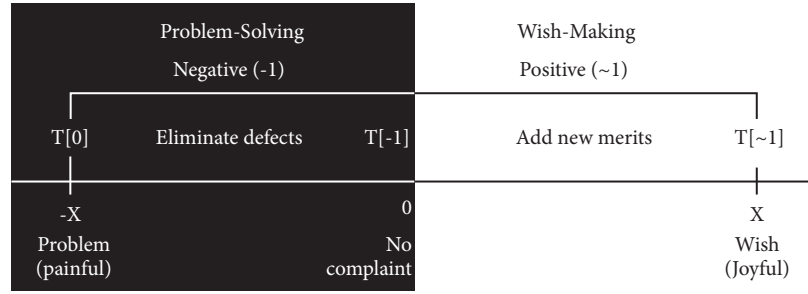 Problem-Solving
Wish-Making
Negative (-1)
Positive (~1)
T[0]
Eliminate defects
T[-1]
Add new merits
T[~1]
-X
0
X
Problem
(painful)
No
complaint
Wish
(Joyful)